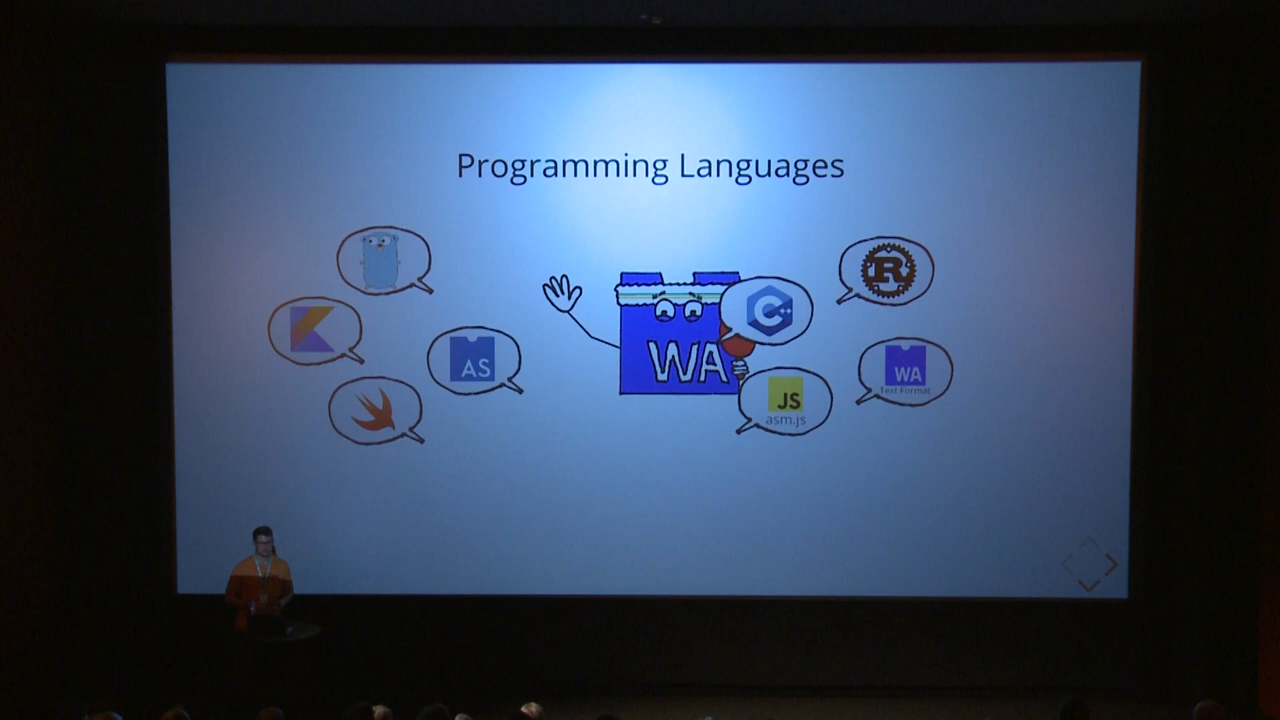 Programming Languages
R
C++
WA
AS
WA
Text Format
JS
asm.js